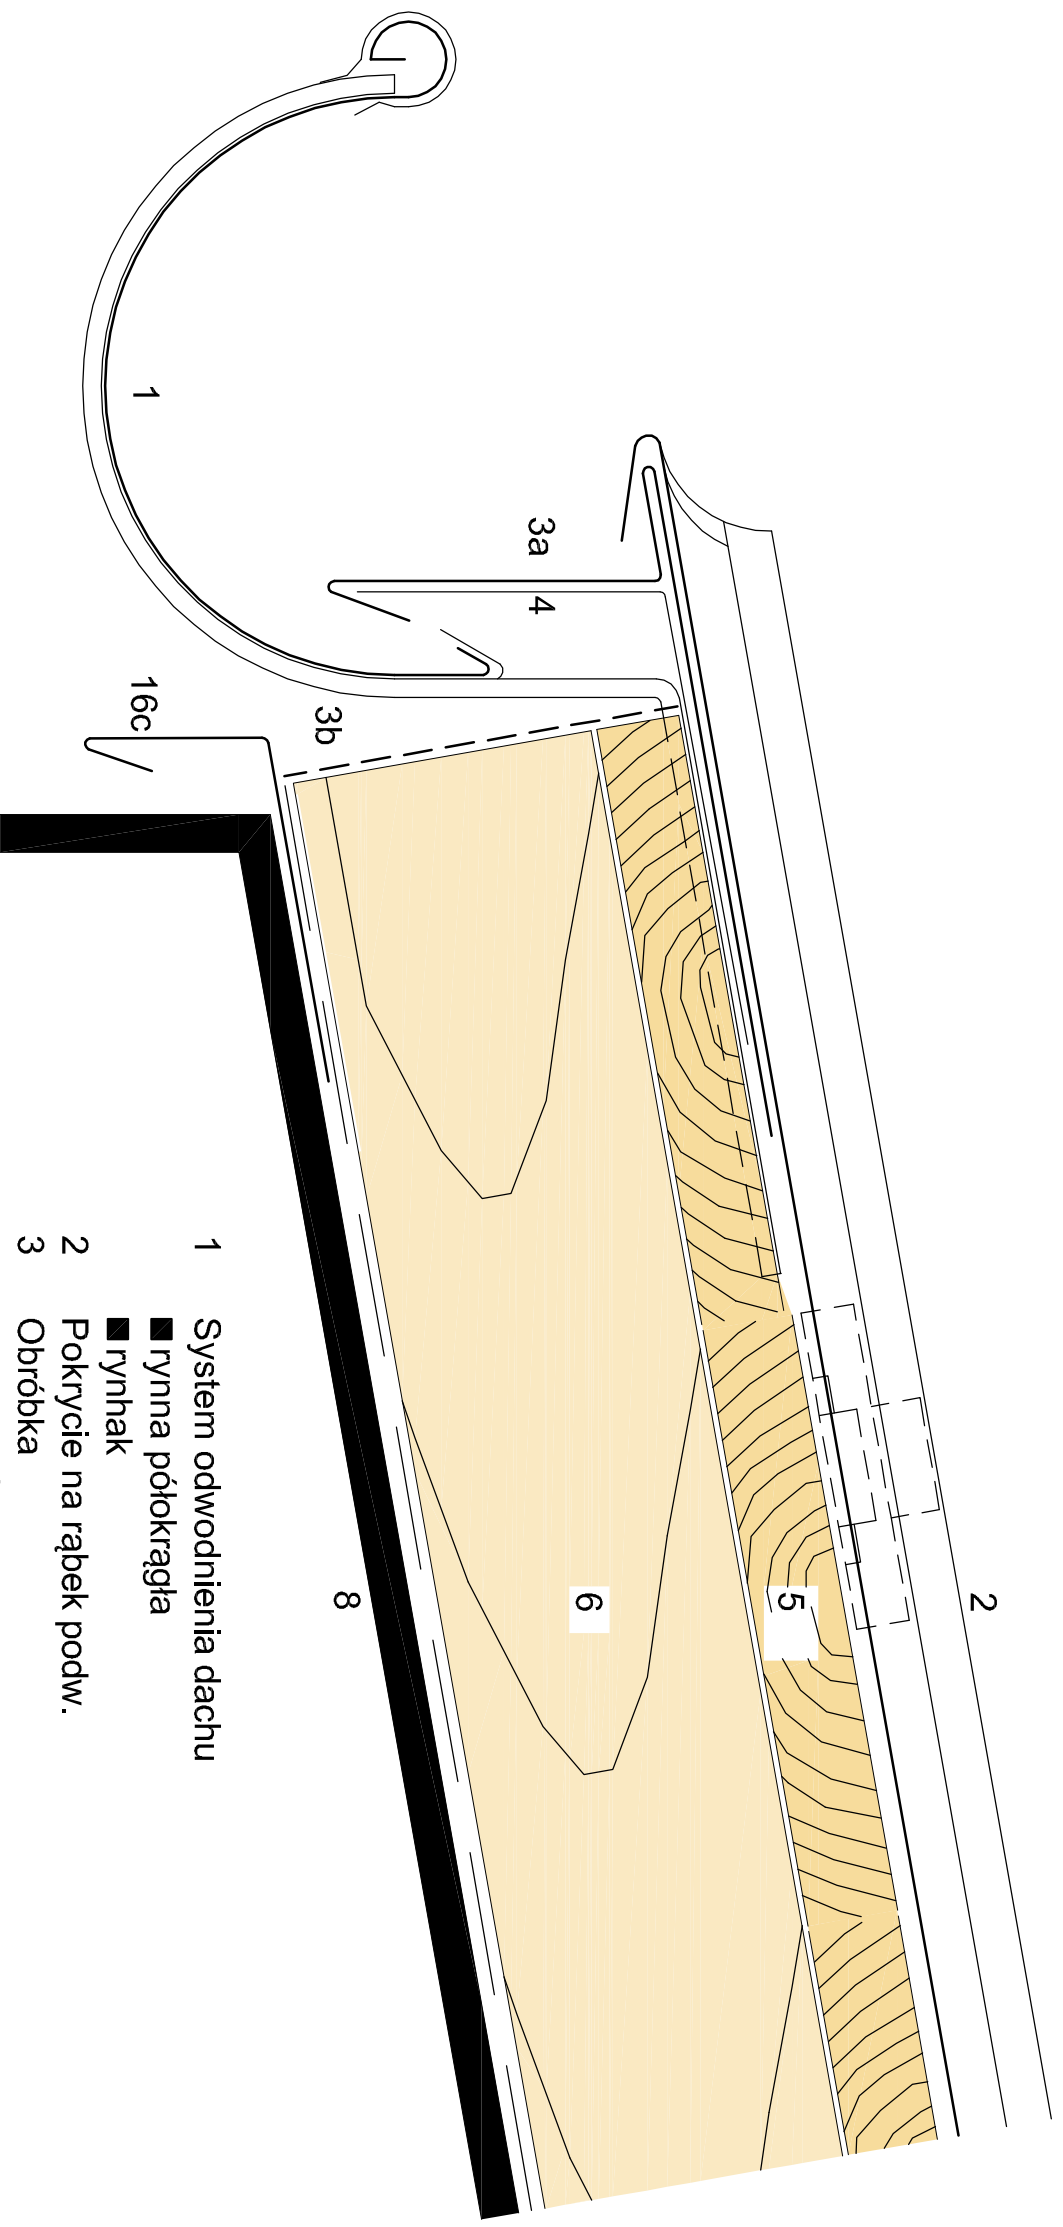 2
5
6
8
3a
4
3b
16c
1
1 System odwodnienia dachu
■ rynna półokrągła
■ rynhak
2 Pokrycie na rąbek podw.
3 Obróbka